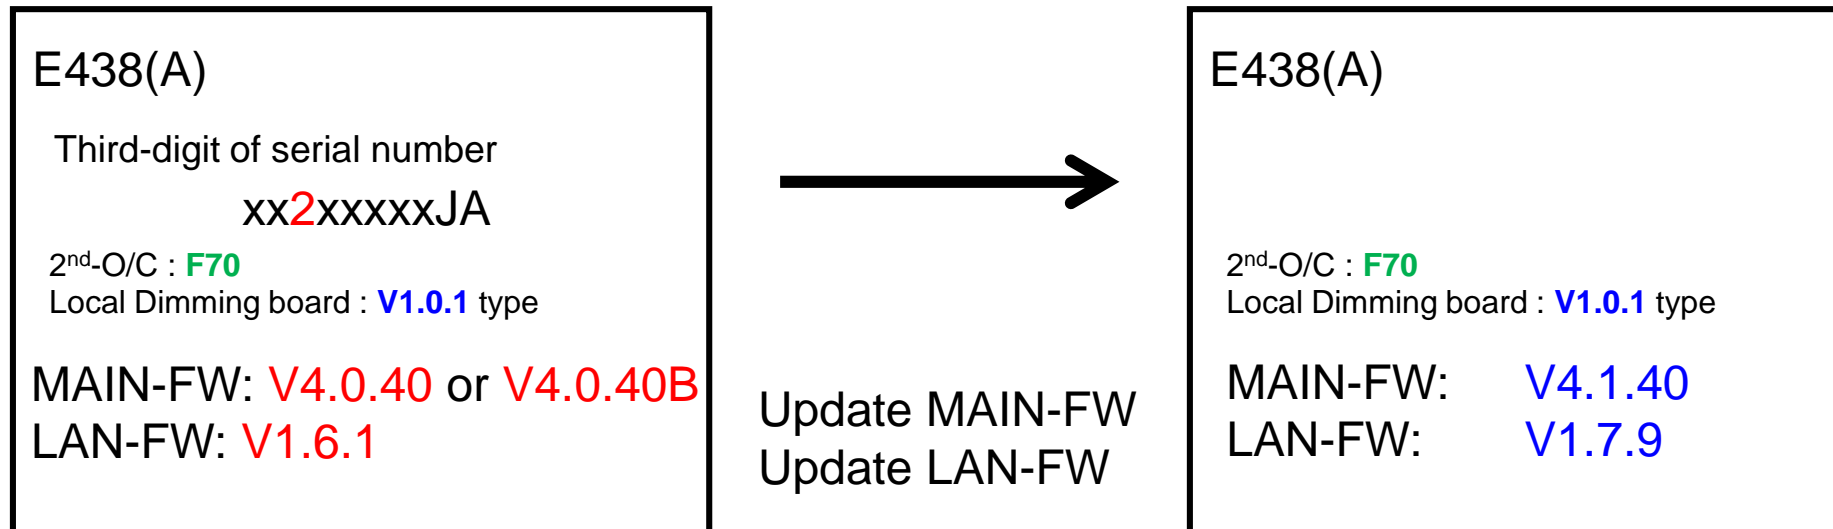 E438(A)
Third-digit of serial number
xx2xxxxxJA
2nd-O/C : F70
Local Dimming board : V1.0.1 type
MAIN-FW: V4.0.40 or V4.0.40B
LAN-FW: V1.6.1
Update MAIN-FW
Update LAN-FW
E438(A)
2nd-O/C : F70
Local Dimming board : V1.0.1 type
MAIN-FW: V4.1.40
LAN-FW: V1.7.9